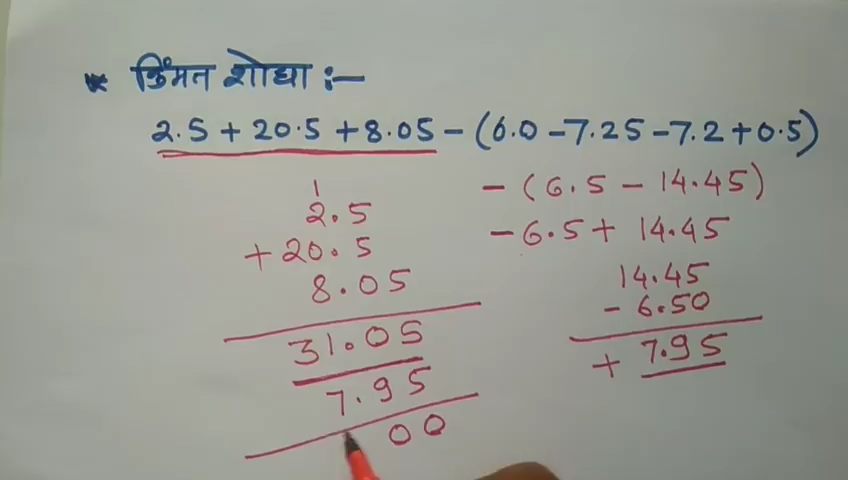 * किंमत शोधा :-
2.5 + 20.5 + 8.05 - (6.0 - 7.25 - 7.2 + 0.5)
1
2.5
+ 20.5
8.05
31.05
7.95
00
- (6.5 - 14.45)
- 6.5 + 14.45
14.45
- 6.50
+ 7.95